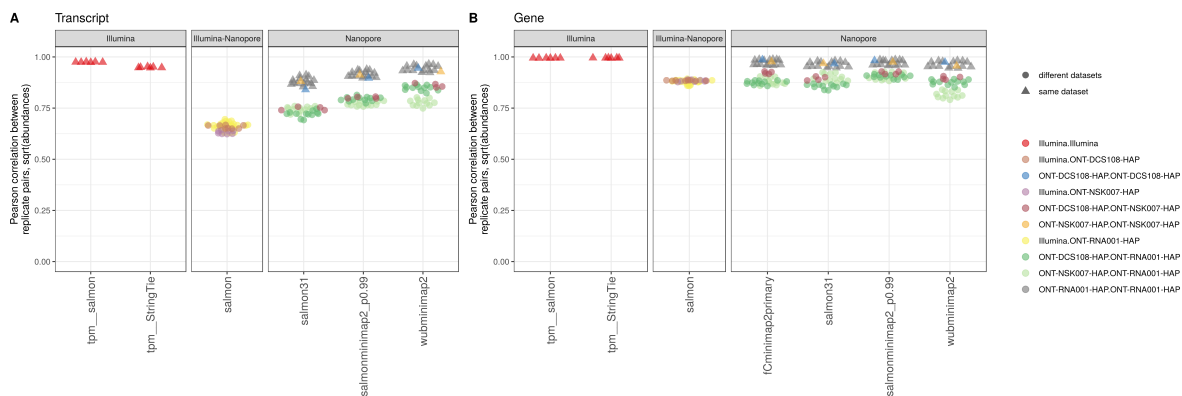 A
Transcript
Illumina
Illumina-Nanopore
Nanopore
Pearson correlation between
replicate pairs, sqrt(abundances)
1.00
0.75
0.50
0.25
0.00
tpm__salmon
tpm__StringTie
salmon
salmon31
salmonminimap2_p0.99
wubminimap2
B
Gene
Illumina
Illumina-Nanopore
Nanopore
Pearson correlation between
replicate pairs, sqrt(abundances)
1.00
0.75
0.50
0.25
0.00
tpm__salmon
tpm__StringTie
salmon
fCminimap2primary
salmon31
salmonminimap2_p0.99
wubminimap2
different datasets
same dataset
Illumina.Illumina
Illumina.ONT-DCS108-HAP
ONT-DCS108-HAP.ONT-DCS108-HAP
Illumina.ONT-NSK007-HAP
ONT-DCS108-HAP.ONT-NSK007-HAP
ONT-NSK007-HAP.ONT-NSK007-HAP
Illumina.ONT-RNA001-HAP
ONT-DCS108-HAP.ONT-RNA001-HAP
ONT-NSK007-HAP.ONT-RNA001-HAP
ONT-RNA001-HAP.ONT-RNA001-HAP